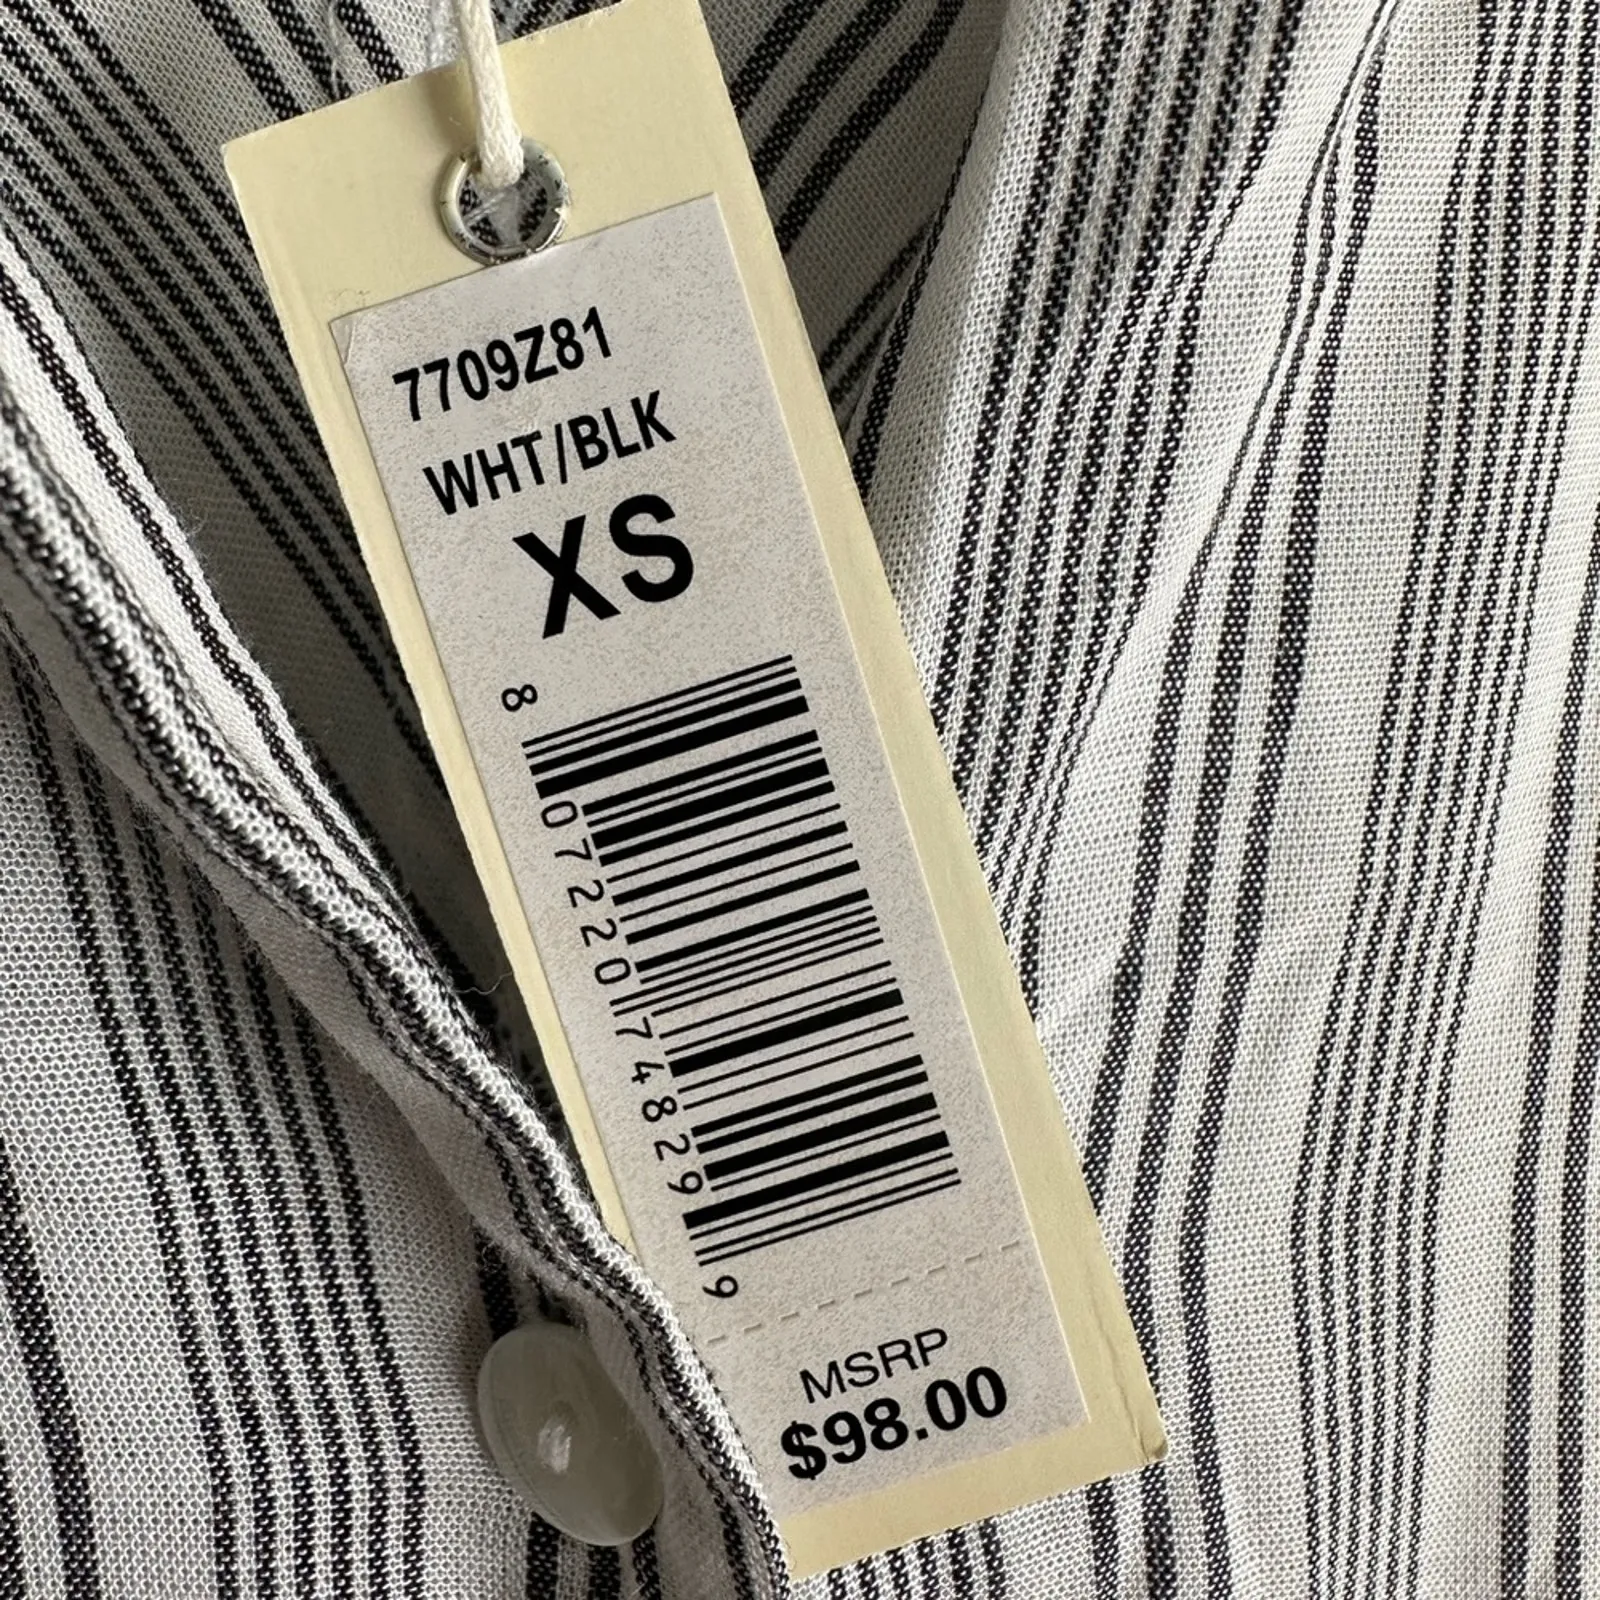 7709Z81
WHT/BLK
XS
8 07220 74829 9
MSRP
$98.00